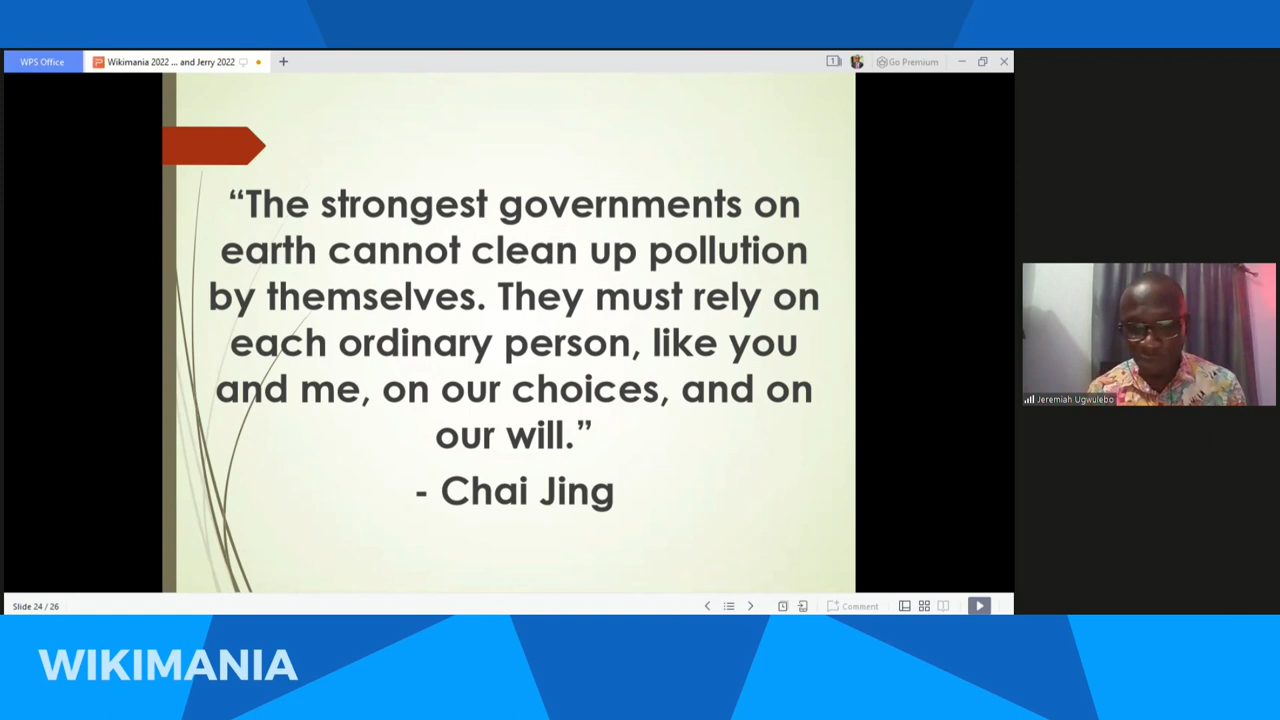 WPS Office
Wikimania 2022 ... and Jerry 2022
Go Premium
“The strongest governments on
earth cannot clean up pollution
by themselves. They must rely on
each ordinary person, like you
and me, on our choices, and on
our will.”
- Chai Jing
Jeremiah Ugwulebo
Slide 24 / 26
Comment
WIKIMANIA